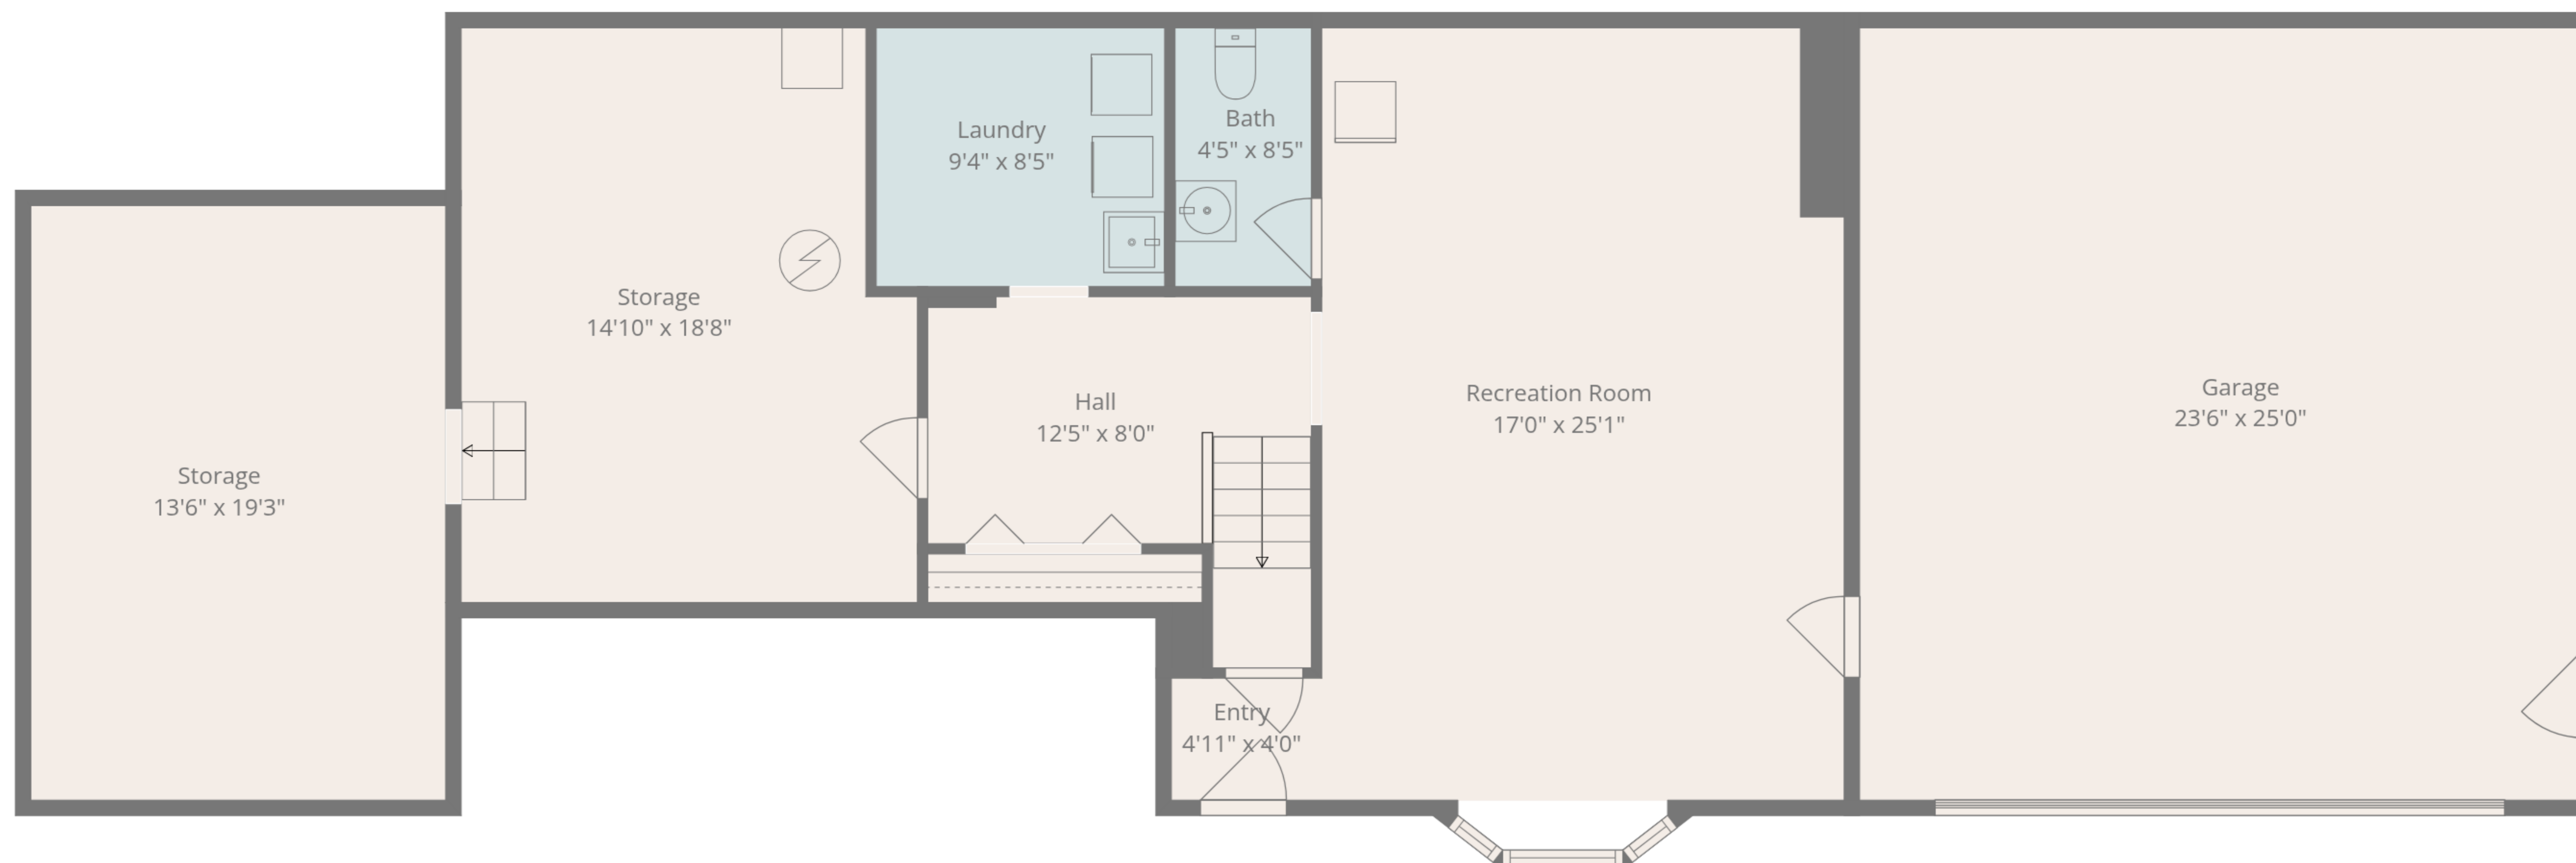 Laundry
9'4" x 8'5"
Bath
4'5" x 8'5"
Storage
14'10" x 18'8"
Hall
12'5" x 8'0"
Recreation Room
17'0" x 25'1"
Garage
23'6" x 25'0"
Storage
13'6" x 19'3"
Entry
4'11" x 4'0"